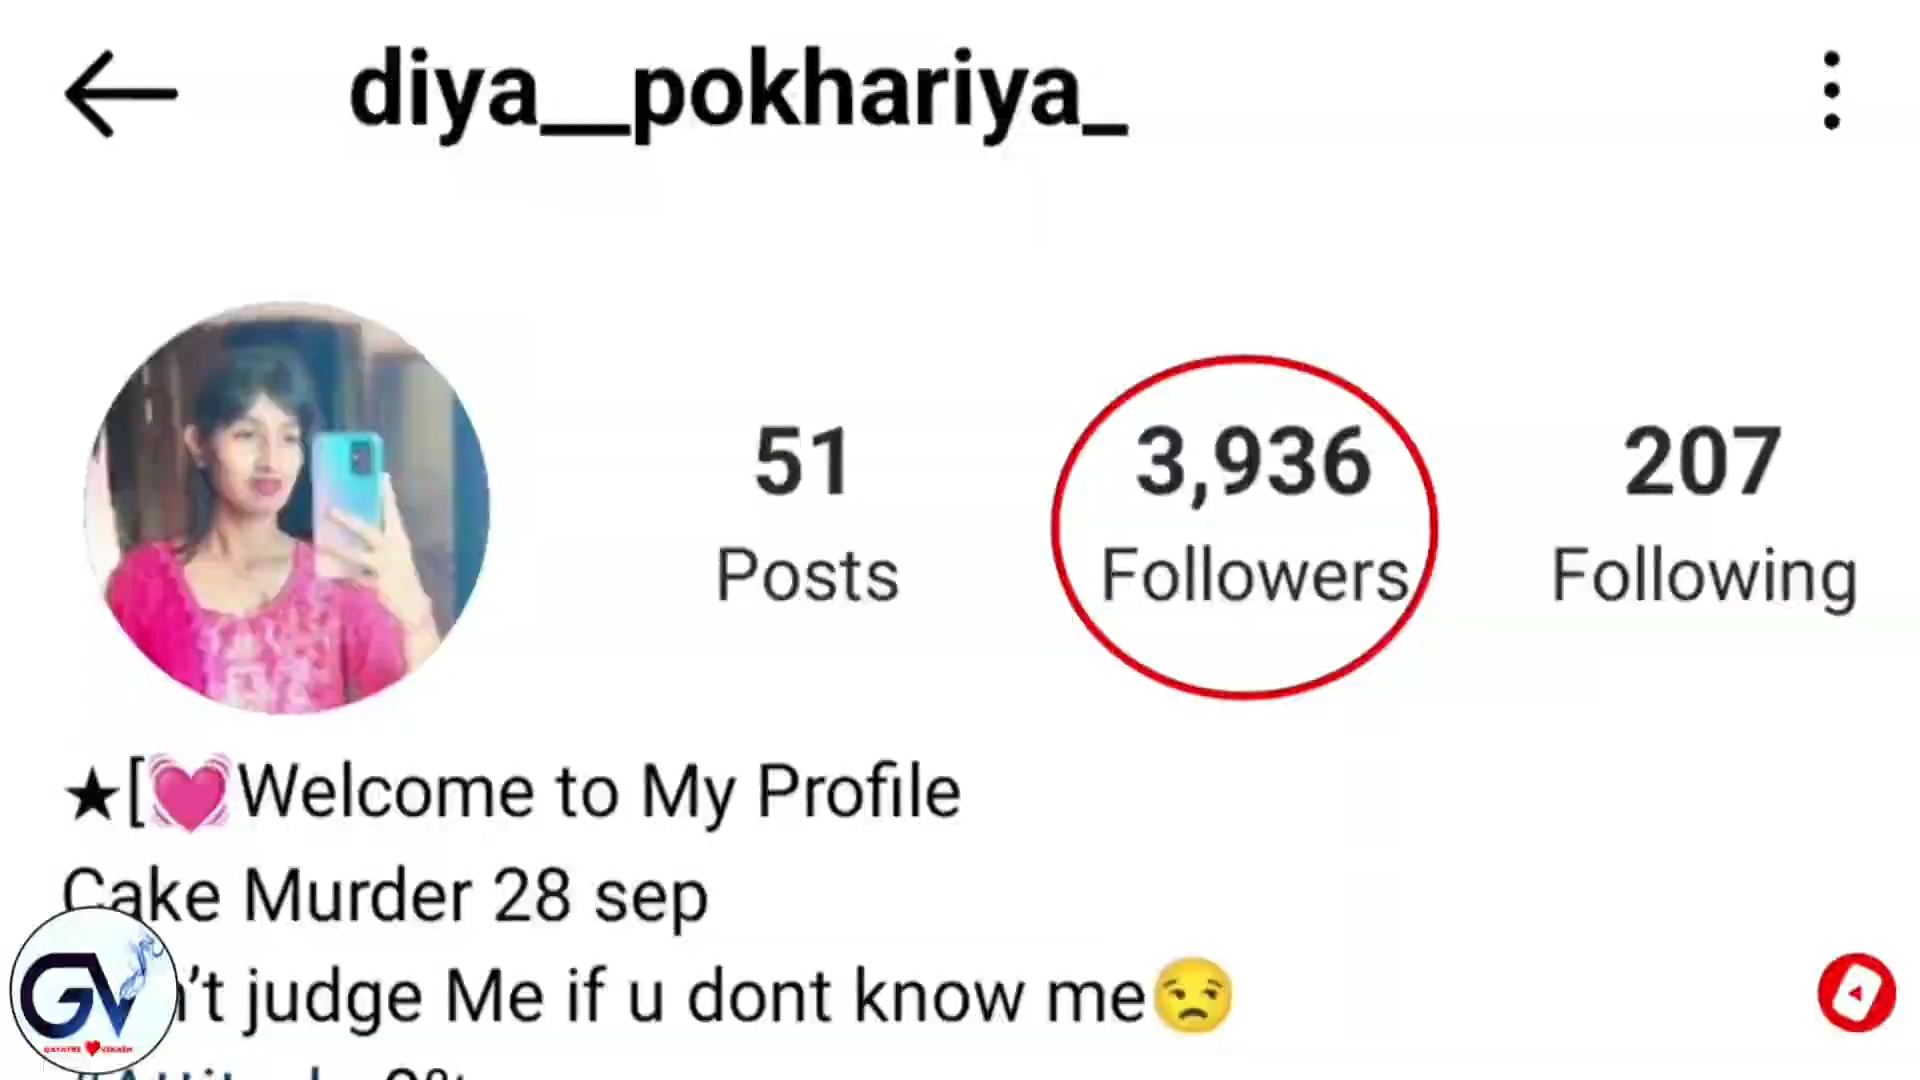 diya__pokhariya_
51
Posts
3,936
Followers
207
Following
★[💓Welcome to My Profile
Cake Murder 28 sep
't judge Me if u dont know me😒
GV